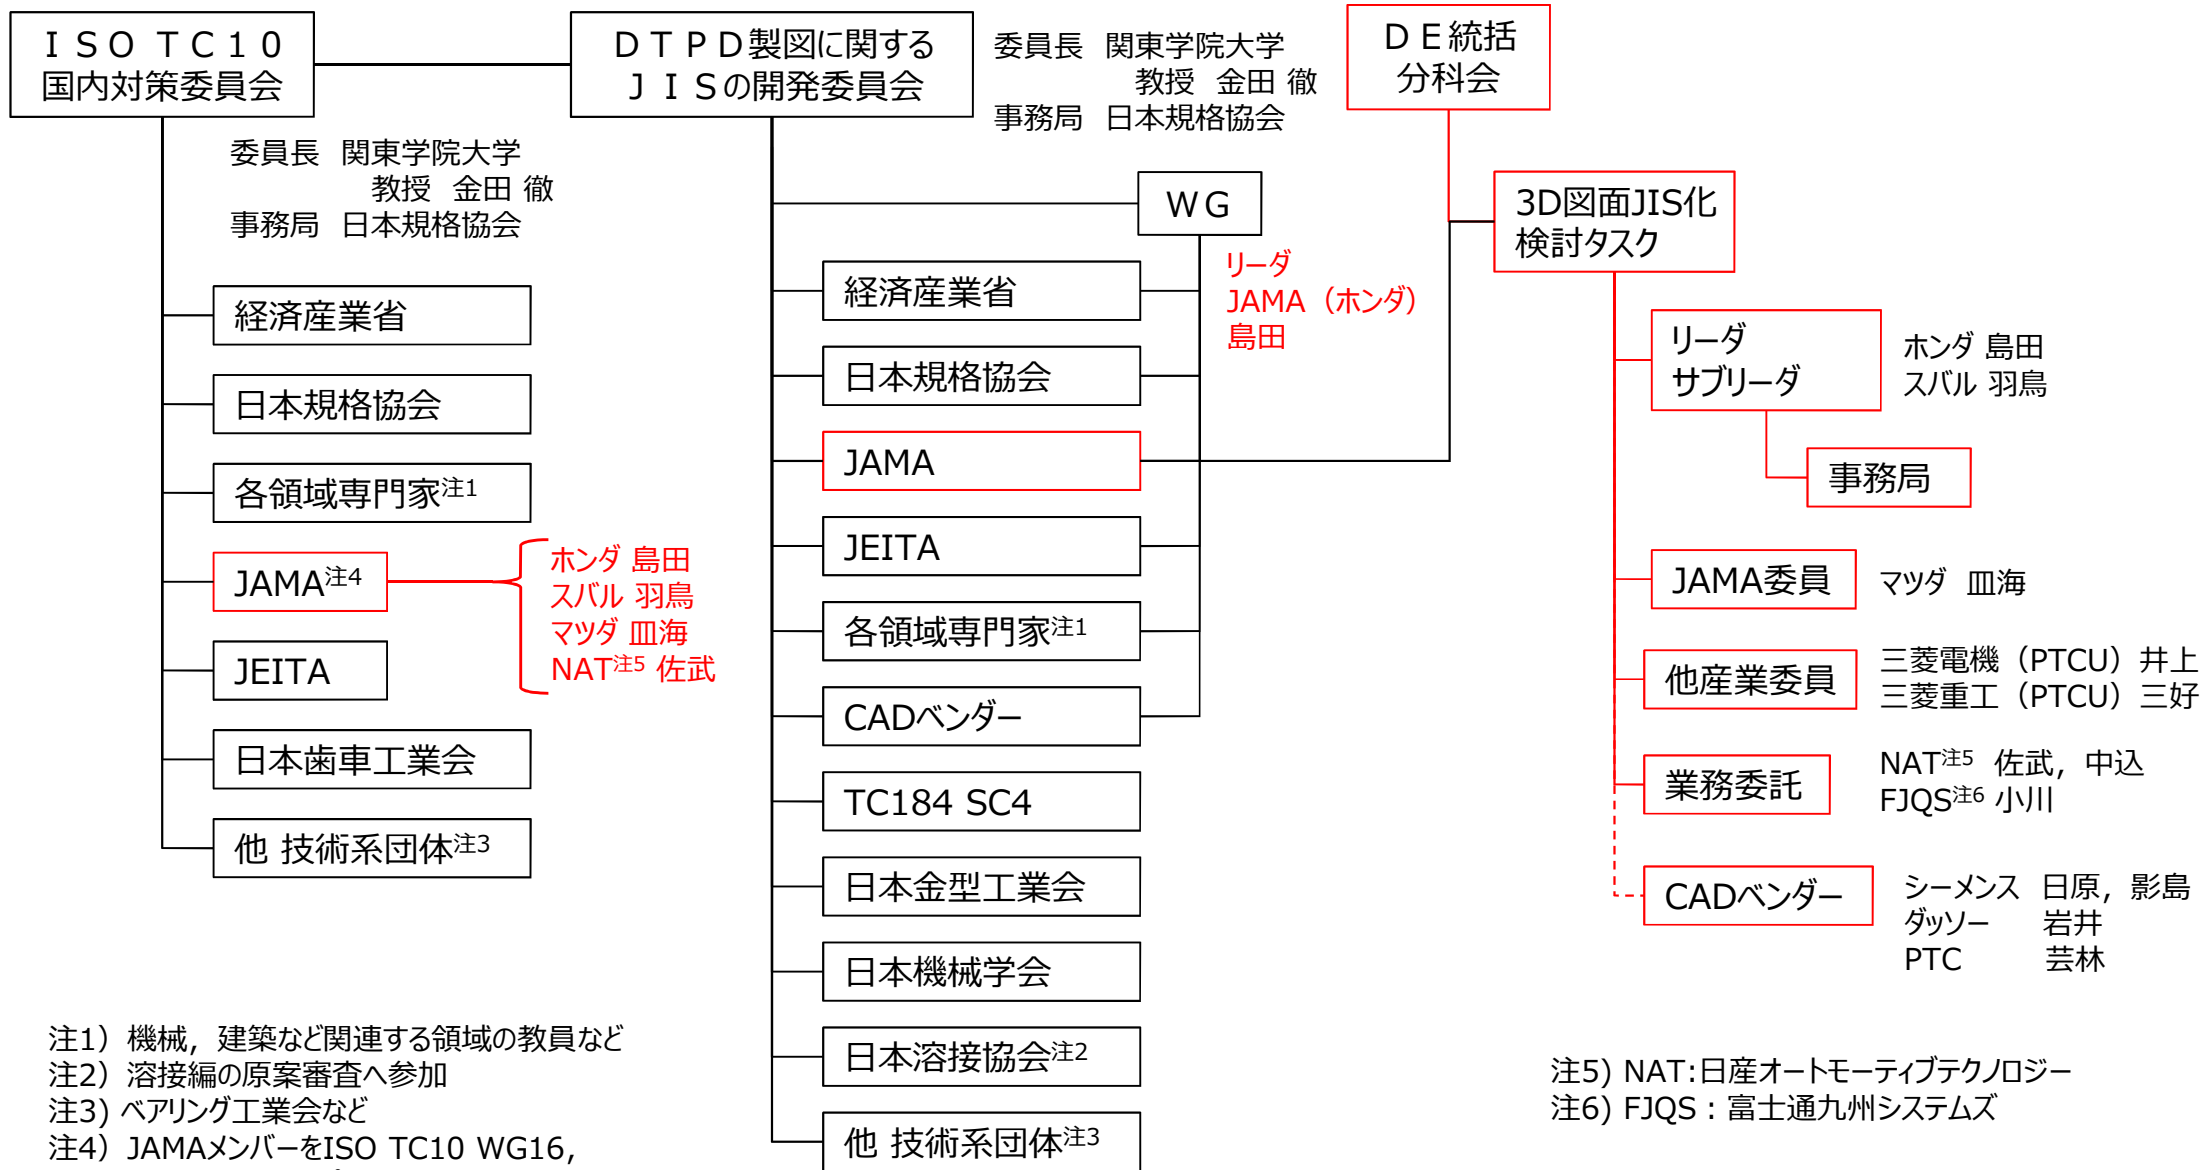 ＩＳＯ ＴＣ１０
国内対策委員会
委員長 関東学院大学
教授 金田 徹
事務局 日本規格協会
経済産業省
日本規格協会
各領域専門家注1
JAMA注4
ホンダ 島田
スバル 羽鳥
マツダ 皿海
NAT注5 佐武
JEITA
日本歯車工業会
他 技術系団体注3
ＤＴＰＤ製図に関する
ＪＩＳの開発委員会
委員長 関東学院大学
教授 金田 徹
事務局 日本規格協会
ＷＧ
リーダ
JAMA（ホンダ）
島田
経済産業省
日本規格協会
JAMA
JEITA
各領域専門家注1
CADベンダー
TC184 SC4
日本金型工業会
日本機械学会
日本溶接協会注2
他 技術系団体注3
ＤＥ統括
分科会
3D図面JIS化
検討タスク
リーダ
サブリーダ
ホンダ 島田
スバル 羽鳥
事務局
JAMA委員
マツダ 皿海
他産業委員
三菱電機（PTCU）井上
三菱重工（PTCU）三好
業務委託
NAT注5 佐武，中込
FJQS注6 小川
CADベンダー
シーメンス 日原，影島
ダッソー 岩井
PTC 芸林
注1）機械，建築など関連する領域の教員など
注2）溶接編の原案審査へ参加
注3) ベアリング工業会など
注4）JAMAメンバーをISO TC10 WG16，
注5) NAT:日産オートモーティブテクノロジー
注6) FJQS：富士通九州システムズ